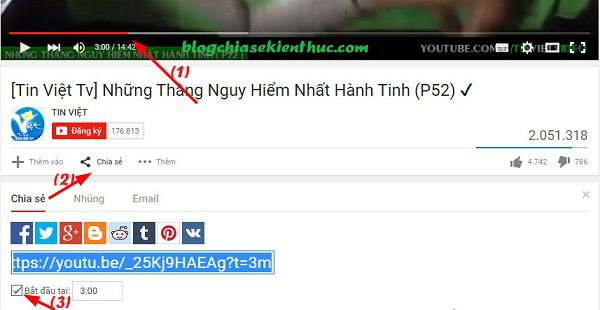 3:00 / 14:42
blogchiasekienthuc.com
YOUTUBE.COM/TINVIETVIDEO
NHỮNG THẰNG NGUY HIỂM NHẤT HÀNH TINH ( P52 )
(1)
[Tin Việt Tv] Những Thằng Nguy Hiểm Nhất Hành Tinh (P52) ✓
TIN VIỆT
Đăng ký 176.813
2.051.318
Thêm vào Chia sẻ Thêm 4.742 786
(2)
Chia sẻ Nhúng Email
ttps://youtu.be/_25Kj9HAEAg?t=3m
Bắt đầu tại: 3:00
(3)